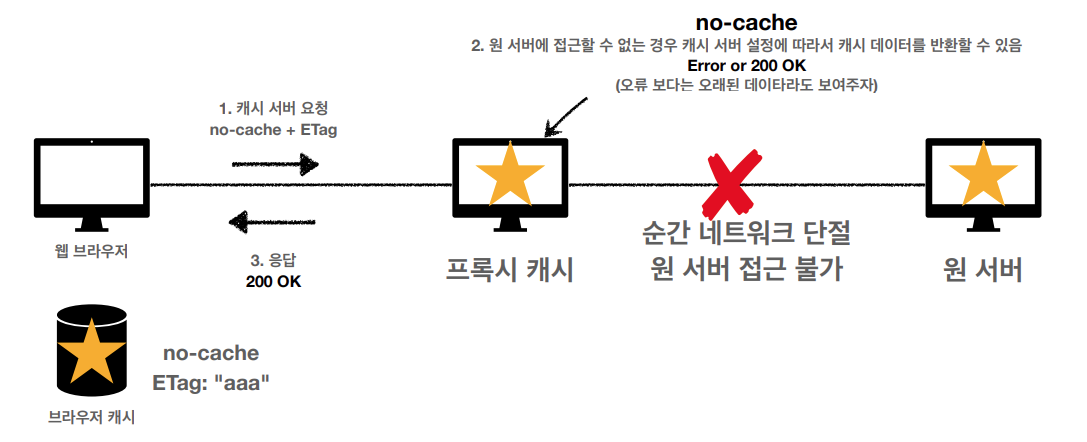 no-cache
2. 원 서버에 접근할 수 없는 경우 캐시 서버 설정에 따라서 캐시 데이터를 반환할 수 있음
Error or 200 OK
(오류 보다는 오래된 데이타라도 보여주자)
1. 캐시 서버 요청
no-cache + ETag
웹 브라우저
3. 응답
200 OK
프록시 캐시
순간 네트워크 단절
원 서버 접근 불가
원 서버
no-cache
ETag: "aaa"
브라우저 캐시